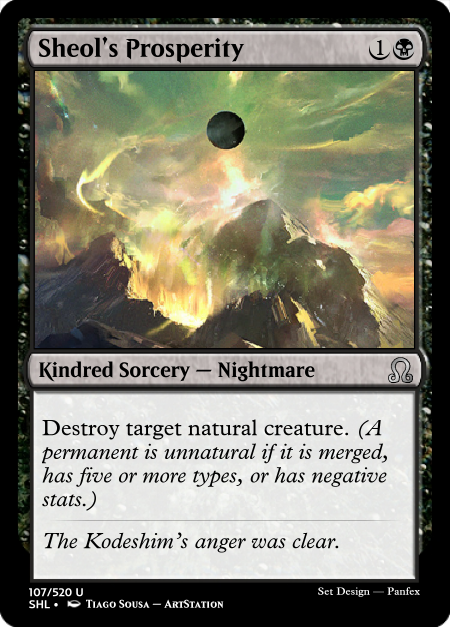 Sheol's Prosperity 1
Kindred Sorcery — Nightmare
Destroy target natural creature. (A
permanent is unnatural if it is merged,
has five or more types, or has negative
stats.)
The Kodeshim's anger was clear.
107/520 U Set Design — Panfex
SHL • Tiago Sousa — ArtStation